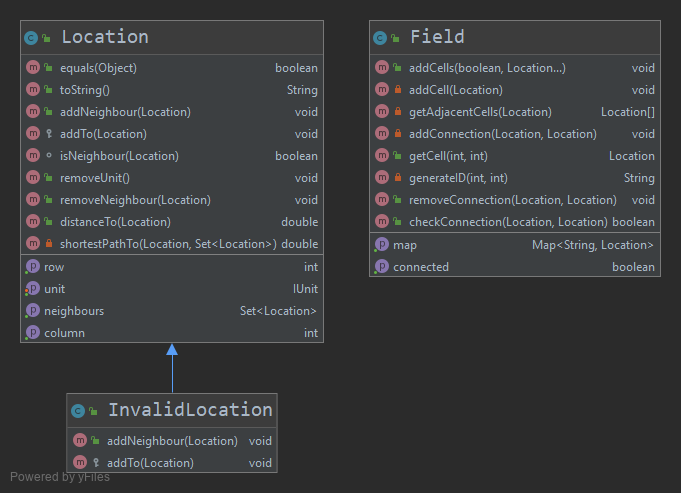 Location
equals(Object) boolean
toString() String
addNeighbour(Location) void
addTo(Location) void
isNeighbour(Location) boolean
removeUnit() void
removeNeighbour(Location) void
distanceTo(Location) double
shortestPathTo(Location, Set<Location>) double
row int
unit IUnit
neighbours Set<Location>
column int
Field
addCells(boolean, Location...) void
addCell(Location) void
getAdjacentCells(Location) Location[]
addConnection(Location, Location) void
getCell(int, int) Location
generateID(int, int) String
removeConnection(Location, Location) void
checkConnection(Location, Location) boolean
map Map<String, Location>
connected boolean
InvalidLocation
addNeighbour(Location) void
addTo(Location) void
Powered by yFiles